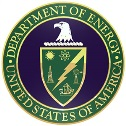 DEPARTMENT OF ENERGY
UNITED STATES OF AMERICA